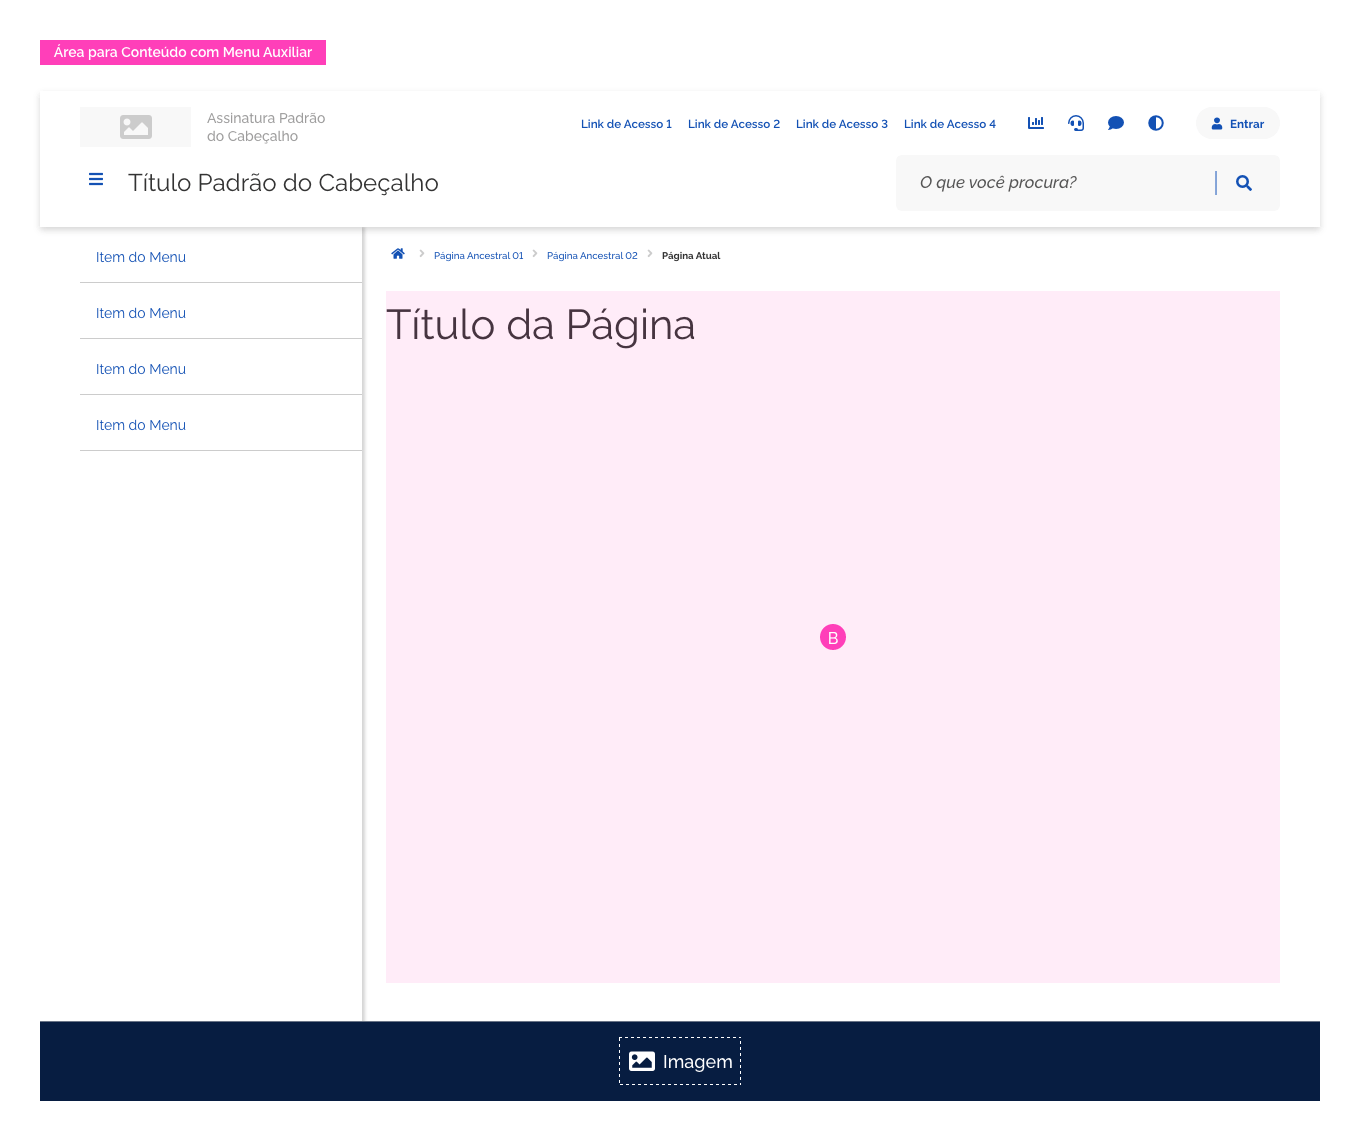 Área para Conteúdo com Menu Auxiliar
Assinatura Padrão
do Cabeçalho
Link de Acesso 1
Link de Acesso 2
Link de Acesso 3
Link de Acesso 4
Entrar
Título Padrão do Cabeçalho
O que você procura?
Item do Menu
Item do Menu
Item do Menu
Item do Menu
Página Ancestral 01
Página Ancestral 02
Página Atual
Título da Página
B
Imagem